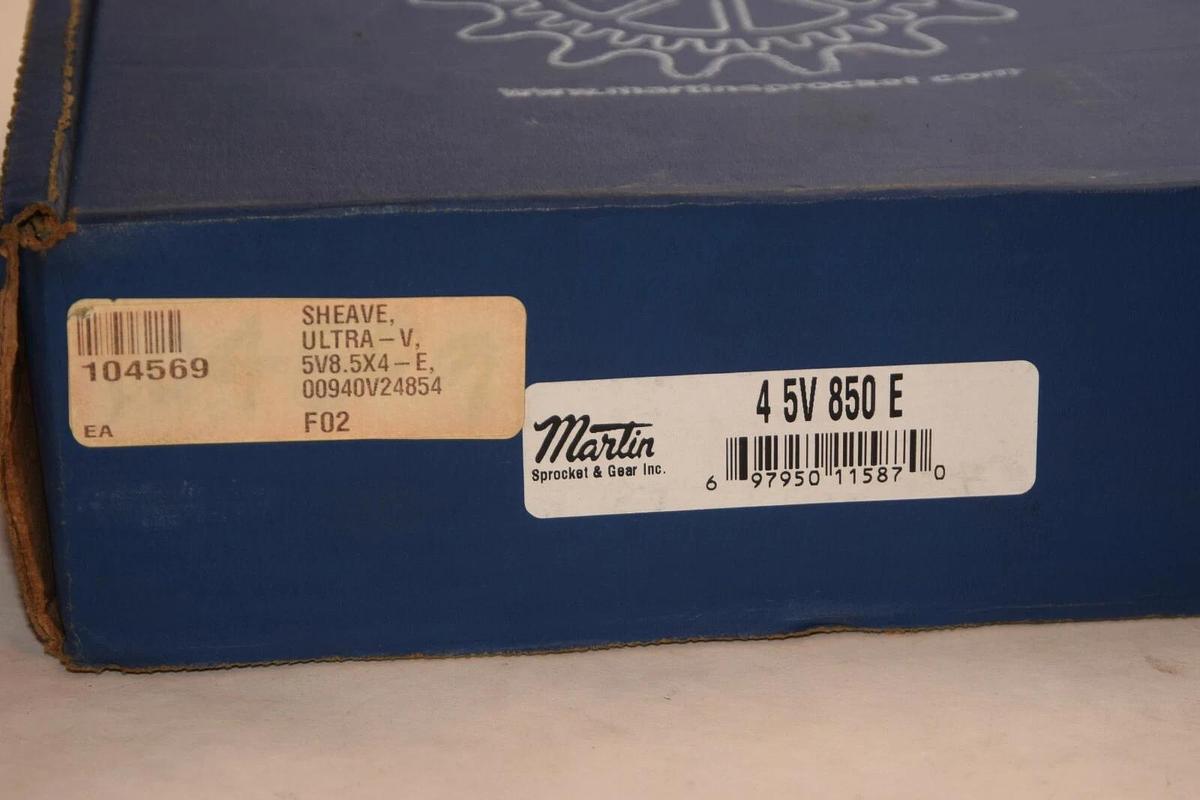 www.martinsprocket.com
104569
EA
SHEAVE,
ULTRA-V,
5V8.5X4-E,
00940V24854
F02
4 5V 850 E
Martin
Sprocket & Gear Inc.
6 97950 11587 0